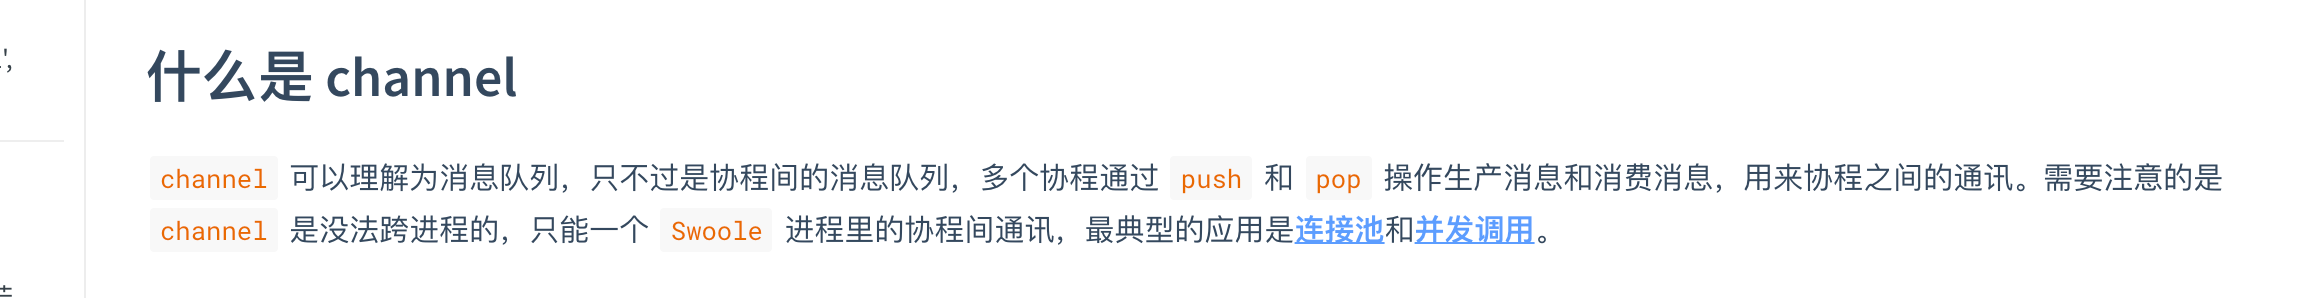 ';
什么是 channel
channel 可以理解为消息队列，只不过是协程间的消息队列，多个协程通过 push 和 pop 操作生产消息和消费消息，用来协程之间的通讯。需要注意的是
channel 是没法跨进程的，只能一个 Swoole 进程里的协程间通讯，最典型的应用是连接池和并发调用。